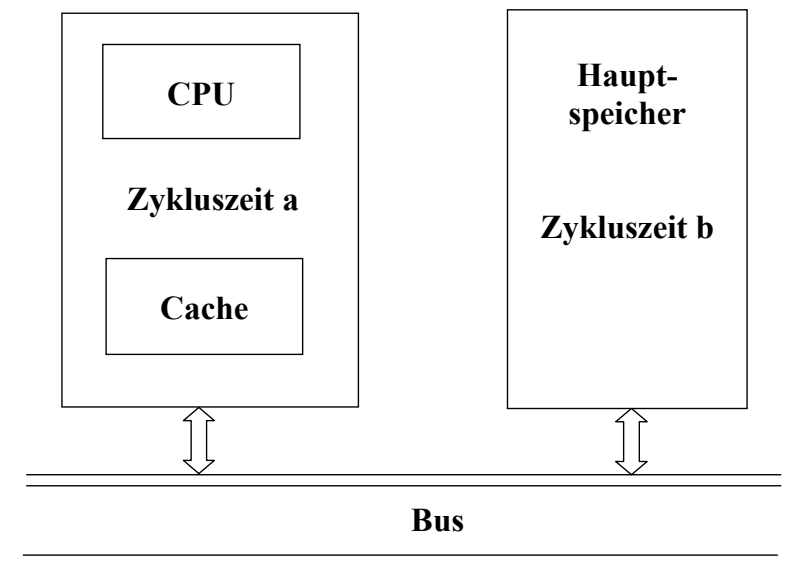 CPU
Zykluszeit a
Cache
Haupt-
speicher
Zykluszeit b
Bus